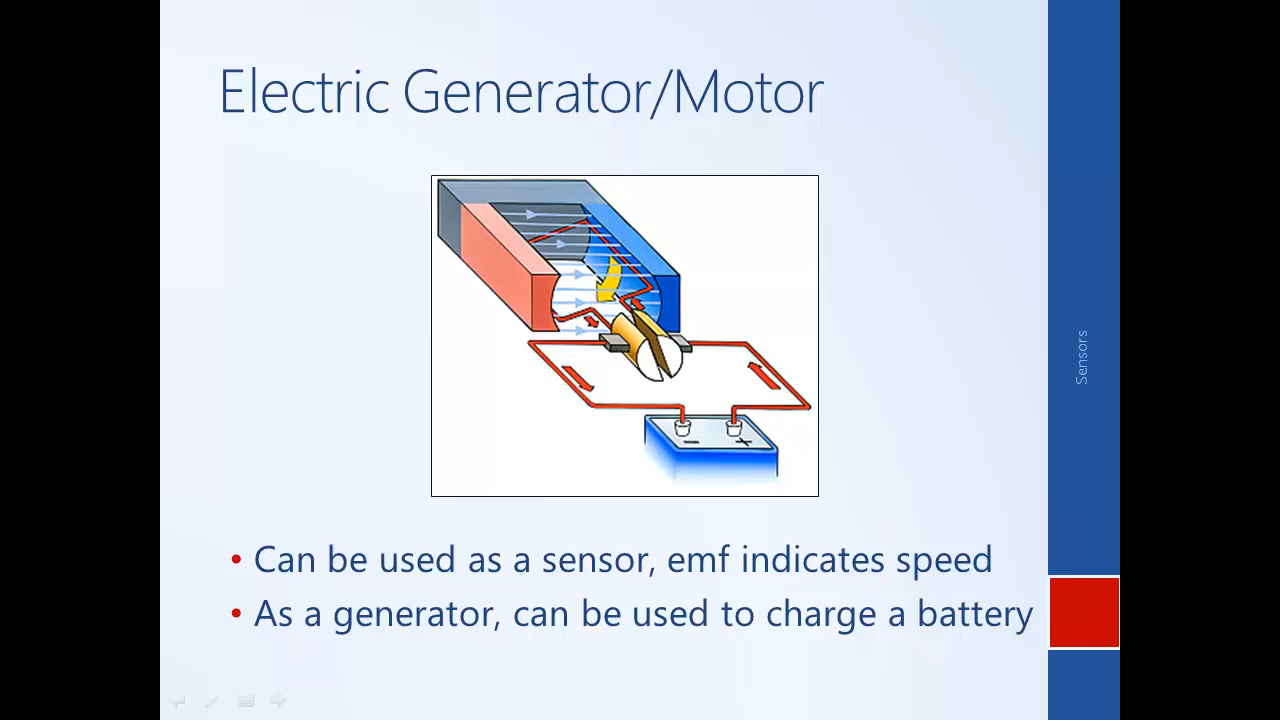 Electric Generator/Motor
− +
• Can be used as a sensor, emf indicates speed
• As a generator, can be used to charge a battery
Sensors